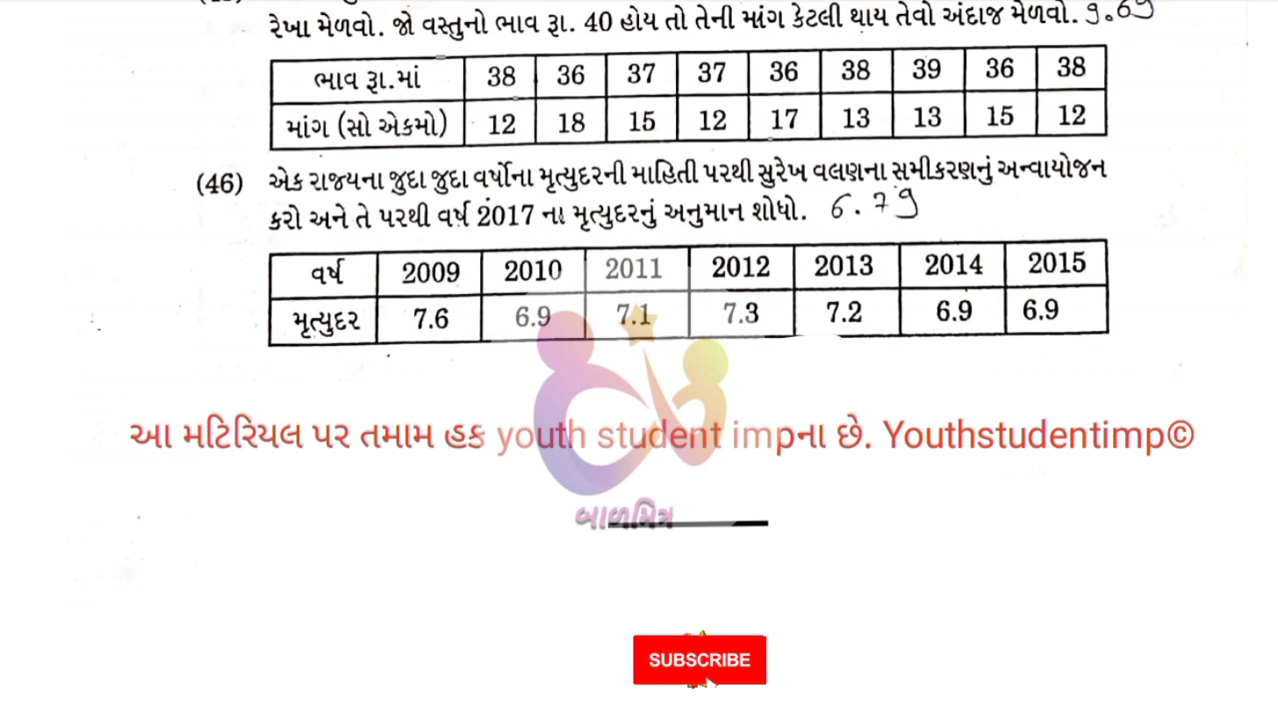 રેખા મેળવો. જો વસ્તુનો ભાવ રૂા. 40 હોય તો તેની માંગ કેટલી થાય તેવો અંદાજ મેળવો. 9.69
ભાવ રૂા.માં 38 36 37 37 36 38 39 36 38
માંગ (સો એકમો) 12 18 15 12 17 13 13 15 12
(46) એક રાજ્યના જુદા જુદા વર્ષોના મૃત્યુદરની માહિતી પરથી સુરેખ વલણના સમીકરણનું અન્વાયોજન
કરો અને તે પરથી વર્ષ 2017 ના મૃત્યુદરનું અનુમાન શોધો. 6.79
વર્ષ 2009 2010 2011 2012 2013 2014 2015
મૃત્યુદર 7.6 6.9 7.1 7.3 7.2 6.9 6.9
આ મટિરિયલ પર તમામ હક youth student impના છે. Youthstudentimp©
બાળમિત્ર
SUBSCRIBE